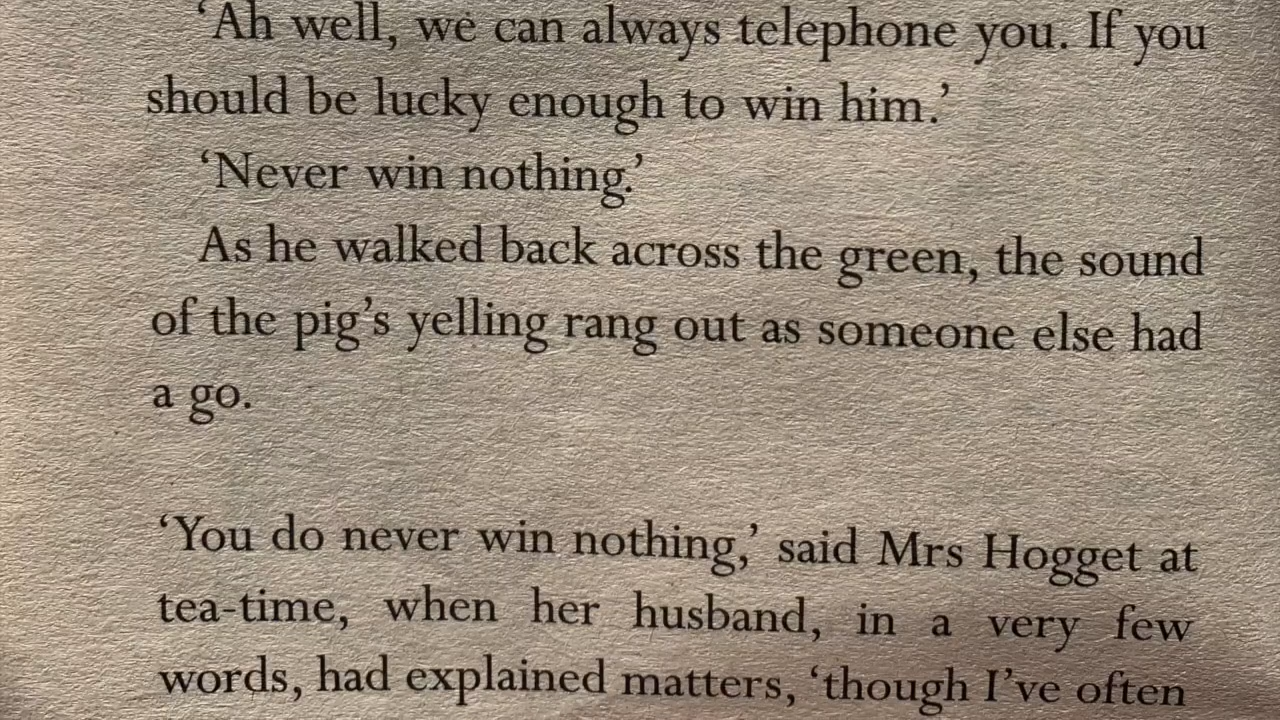 ‘Ah well, we can always telephone you. If you
should be lucky enough to win him.’
‘Never win nothing.’
As he walked back across the green, the sound
of the pig’s yelling rang out as someone else had
a go.
‘You do never win nothing,’ said Mrs Hogget at
tea-time, when her husband, in a very few
words, had explained matters, ‘though I’ve often